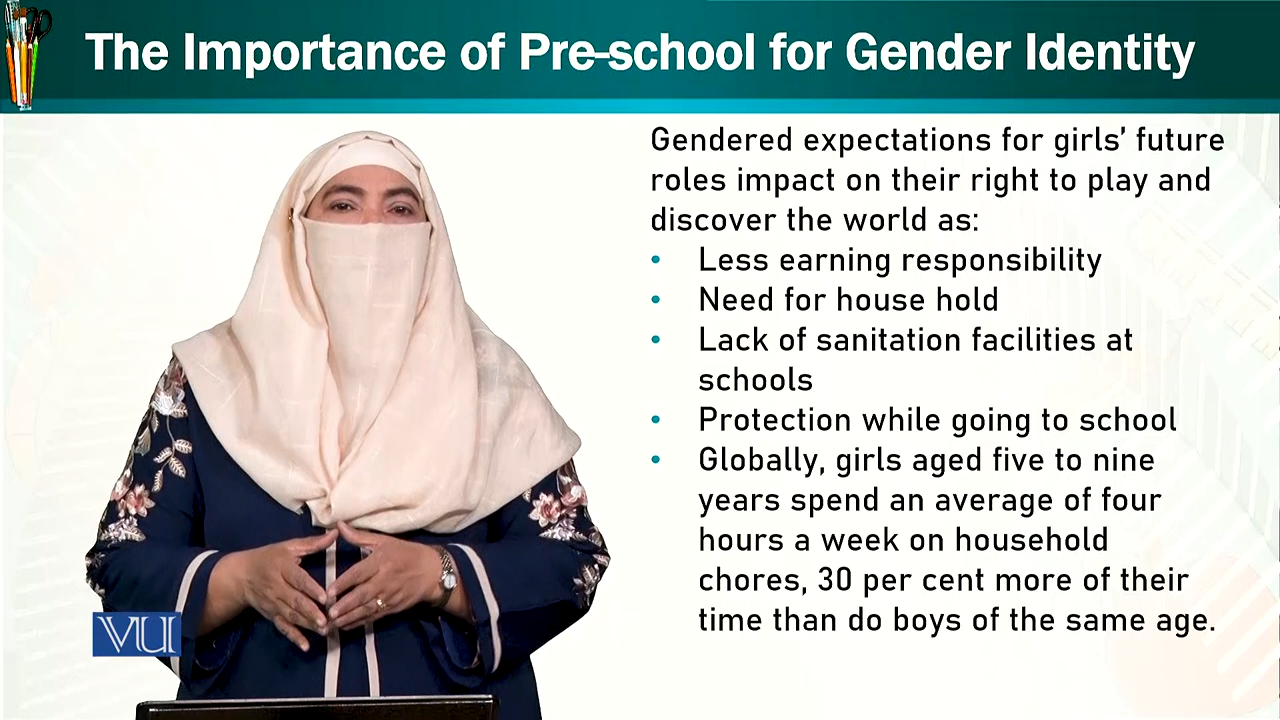 The Importance of Pre-school for Gender Identity
Gendered expectations for girls’ future
roles impact on their right to play and
discover the world as:
• Less earning responsibility
• Need for house hold
• Lack of sanitation facilities at
schools
• Protection while going to school
• Globally, girls aged five to nine
years spend an average of four
hours a week on household
chores, 30 per cent more of their
time than do boys of the same age.
VU